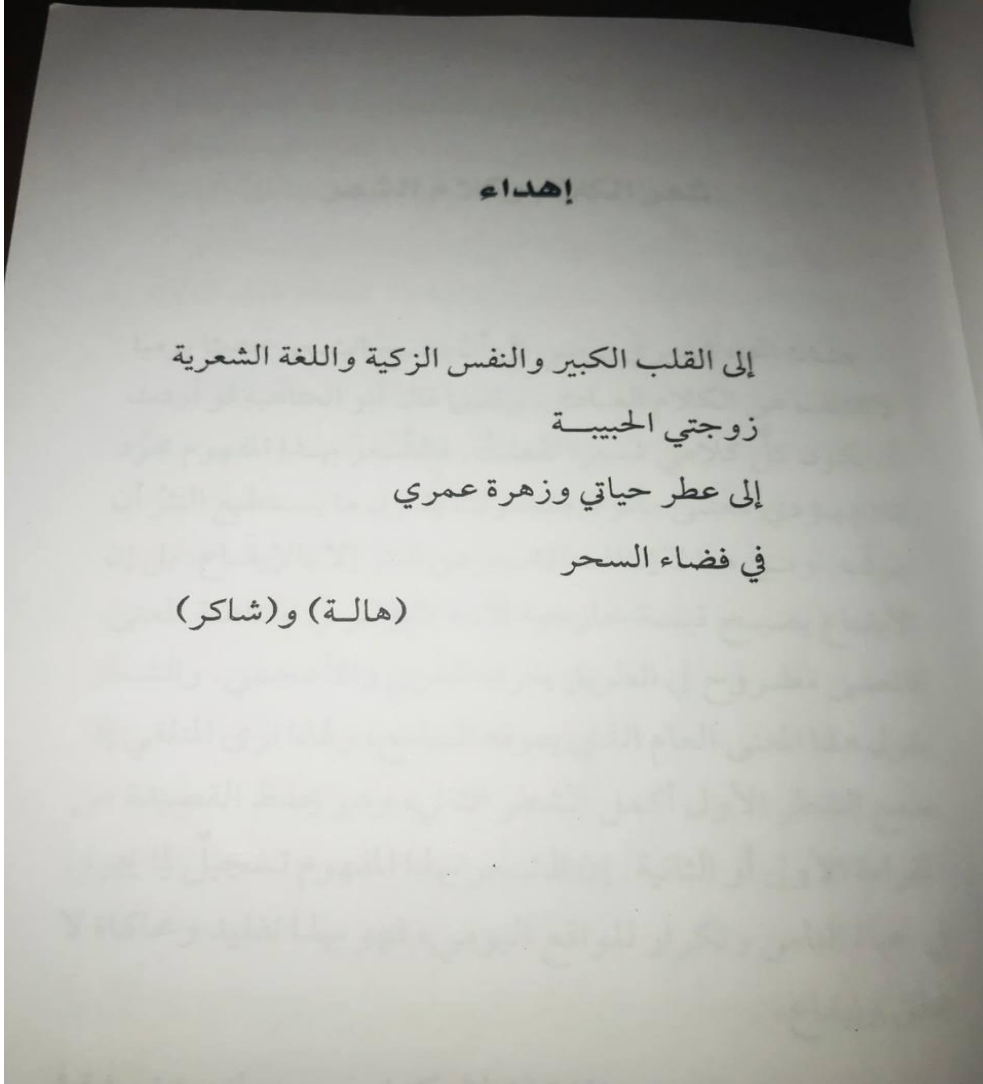 إهداء
إلى القلب الكبير والنفس الزكية واللغة الشعرية
زوجتي الحبيبـــة
إلى عطر حياتي وزهرة عمري
في فضاء السحر
(هالــة) و(شاكر)